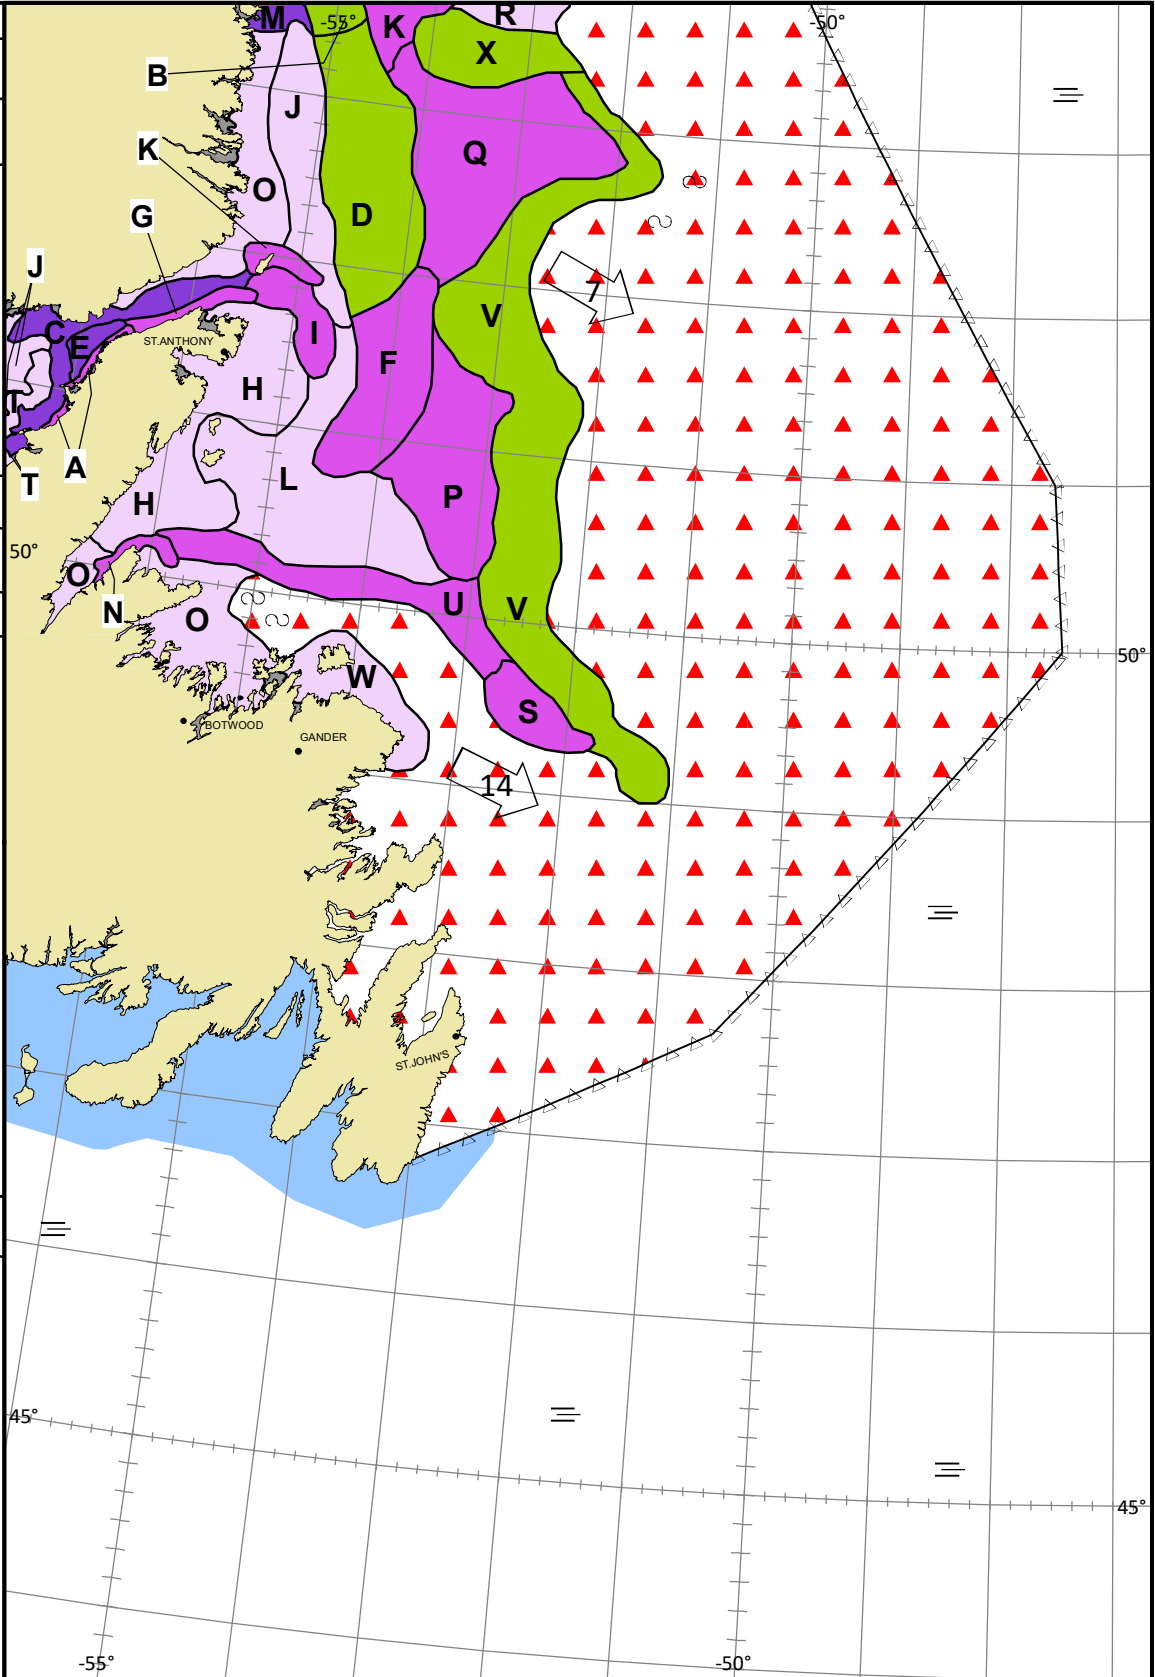 M
-55°
K
R
-50°
X
B
J
K
Q
O
G
D
J
7
V
C
E
ST.ANTHONY
I
F
H
T
A
T
L
H
P
50°
O
N
O
U
V
50°
W
S
BOTWOOD
GANDER
14
ST.JOHN'S
45°
45°
-55°
-50°